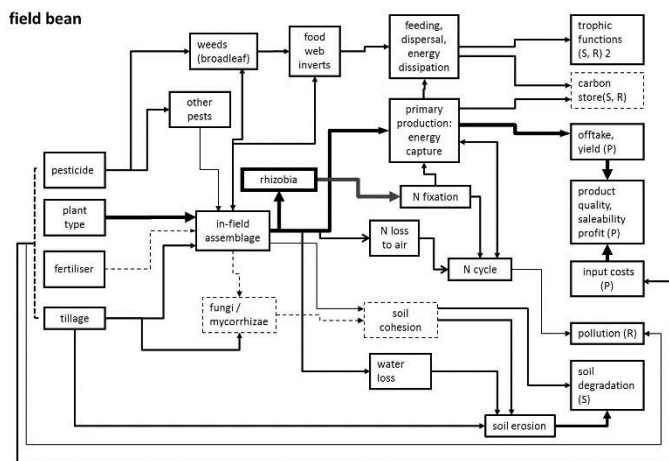 field bean
weeds
(broadleaf)
food
web
inverts
feeding,
dispersal,
energy
dissipation
trophic
functions
(S, R) 2
carbon
store(S, R)
other
pests
primary
production:
energy
capture
offtake,
yield (P)
pesticide
rhizobia
N fixation
plant
type
in-field
assemblage
product
quality,
saleability
profit (P)
N loss
to air
N cycle
fertiliser
input costs
(P)
tillage
fungi /
mycorrhizae
soil
cohesion
pollution (R)
water
loss
soil
degradation
(S)
soil erosion